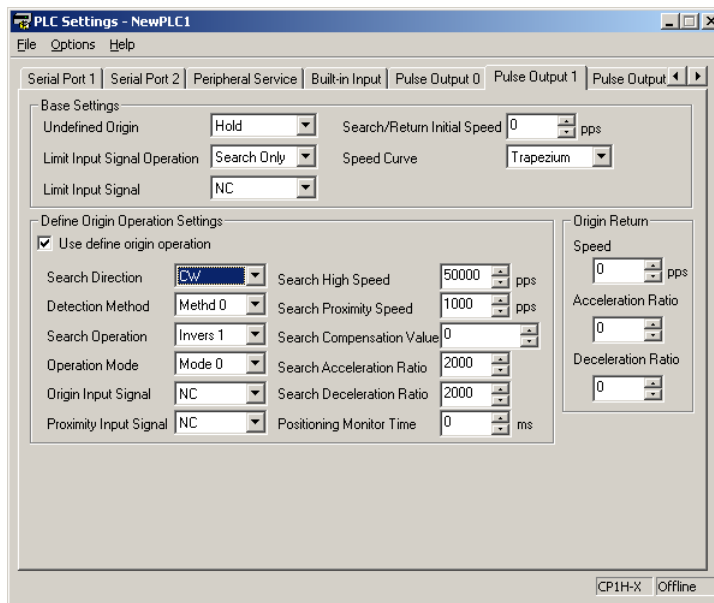 PLC Settings - NewPLC1
File Options Help
Serial Port 1 Serial Port 2 Peripheral Service Built-in Input Pulse Output 0 Pulse Output 1 Pulse Output
Base Settings
Undefined Origin Hold Search/Return Initial Speed 0 pps
Limit Input Signal Operation Search Only Speed Curve Trapezium
Limit Input Signal NC
Define Origin Operation Settings Origin Return
Use define origin operation Speed
Search Direction CW Search High Speed 50000 pps 0 pps
Detection Method Methd 0 Search Proximity Speed 1000 pps Acceleration Ratio
Search Operation Invers 1 Search Compensation Value 0 0
Operation Mode Mode 0 Search Acceleration Ratio 2000 Deceleration Ratio
Origin Input Signal NC Search Deceleration Ratio 2000 0
Proximity Input Signal NC Positioning Monitor Time 0 ms
CP1H-X Offline